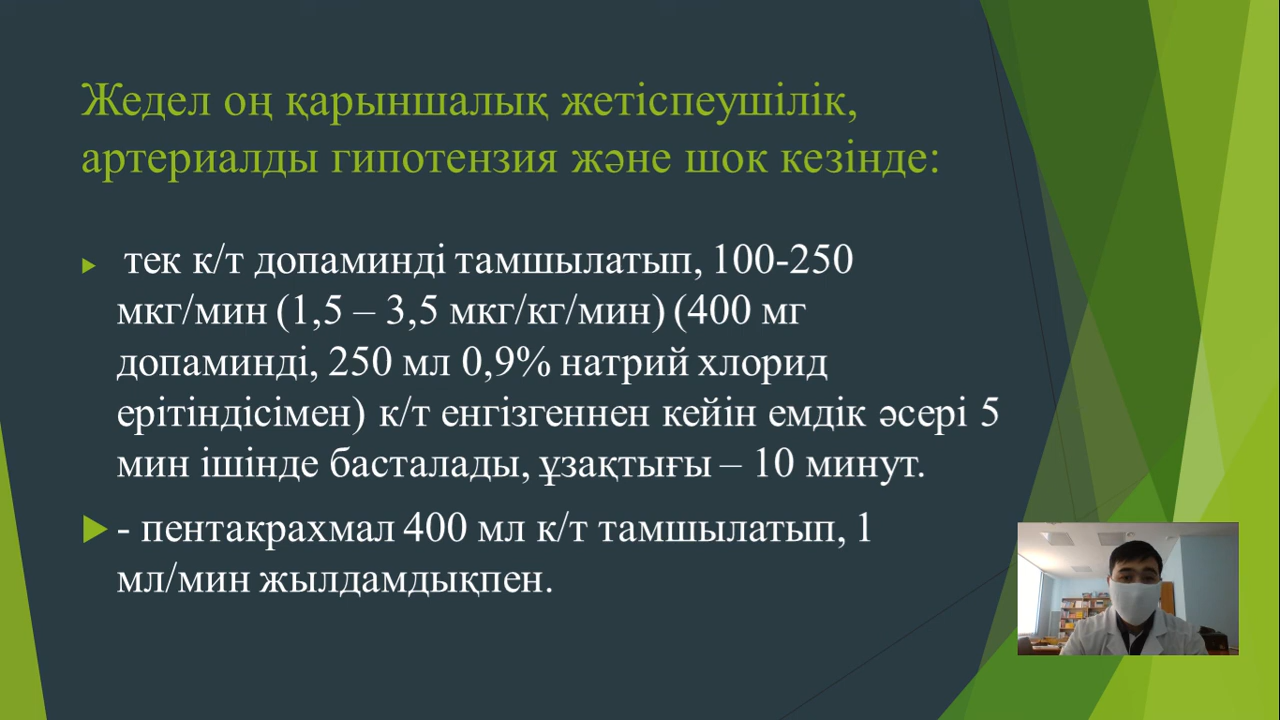 Жедел оң қарыншалық жетіспеушілік,
артериалды гипотензия және шок кезінде:
тек к/т допаминді тамшылатып, 100-250
мкг/мин (1,5 – 3,5 мкг/кг/мин) (400 мг
допаминді, 250 мл 0,9% натрий хлорид
ерітіндісімен) к/т енгізгеннен кейін емдік әсері 5
мин ішінде басталады, ұзақтығы – 10 минут.
- пентакрахмал 400 мл к/т тамшылатып, 1
мл/мин жылдамдықпен.